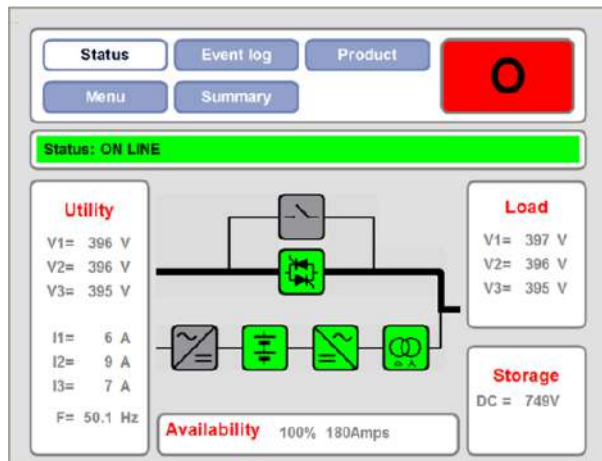 Status Event log Product
Menu Summary
O
Status: ON LINE
Utility
V1= 396 V
V2= 396 V
V3= 395 V
I1= 6 A
I2= 9 A
I3= 7 A
F= 50.1 Hz
Load
V1= 397 V
V2= 396 V
V3= 395 V
Storage
DC = 749V
Availability 100% 180Amps